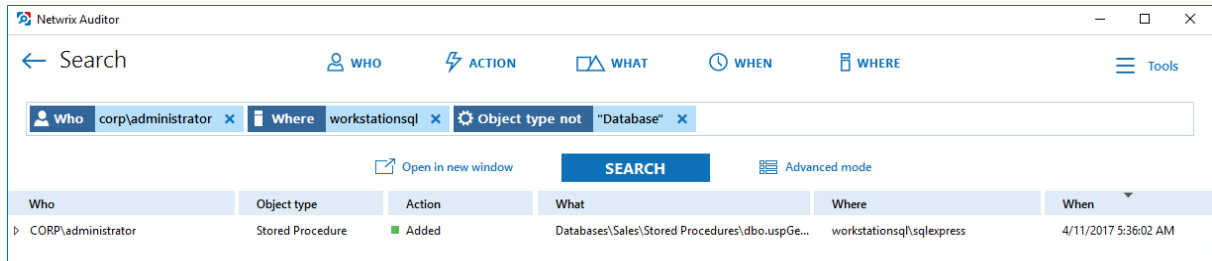 Netwrix Auditor
Search WHO ACTION WHAT WHEN WHERE Tools
Who corp\administrator Where workstationsql Object type not "Database"
Open in new window SEARCH Advanced mode
Who Object type Action What Where When
CORP\administrator Stored Procedure Added Databases\Sales\Stored Procedures\dbo.uspGe... workstationsql\sqlexpress 4/11/2017 5:36:02 AM